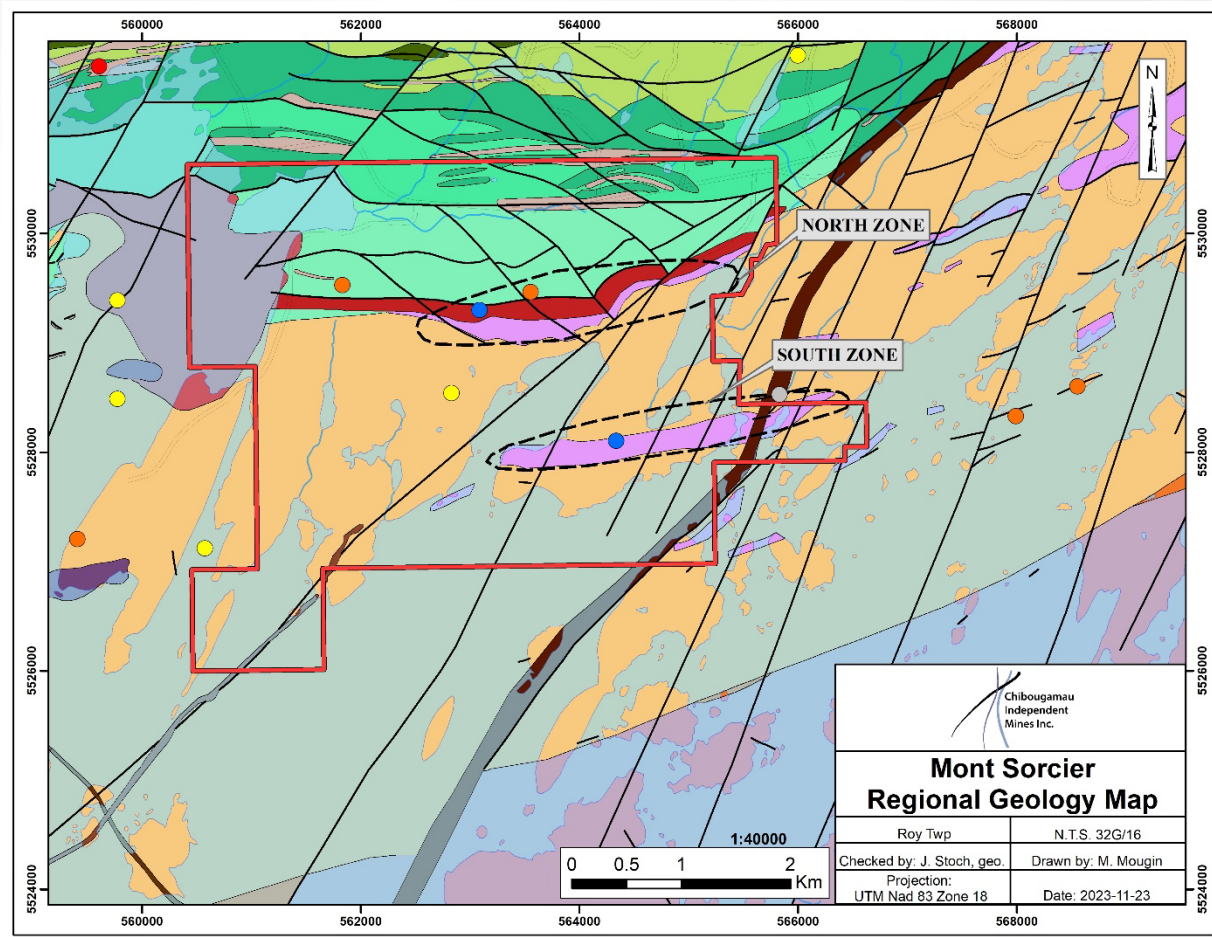 560000 562000 564000 566000 568000
N
5530000 5530000
NORTH ZONE
SOUTH ZONE
5528000 5528000
5526000 5526000
Chibougamau
Independent
Mines Inc.
Mont Sorcier
Regional Geology Map
Roy Twp N.T.S. 32G/16
Checked by: J. Stoch, geo. Drawn by: M. Mougin
Projection:
UTM Nad 83 Zone 18 Date: 2023-11-23
1:40000
0 0.5 1 2
Km
5524000 5524000
560000 562000 564000 566000 568000